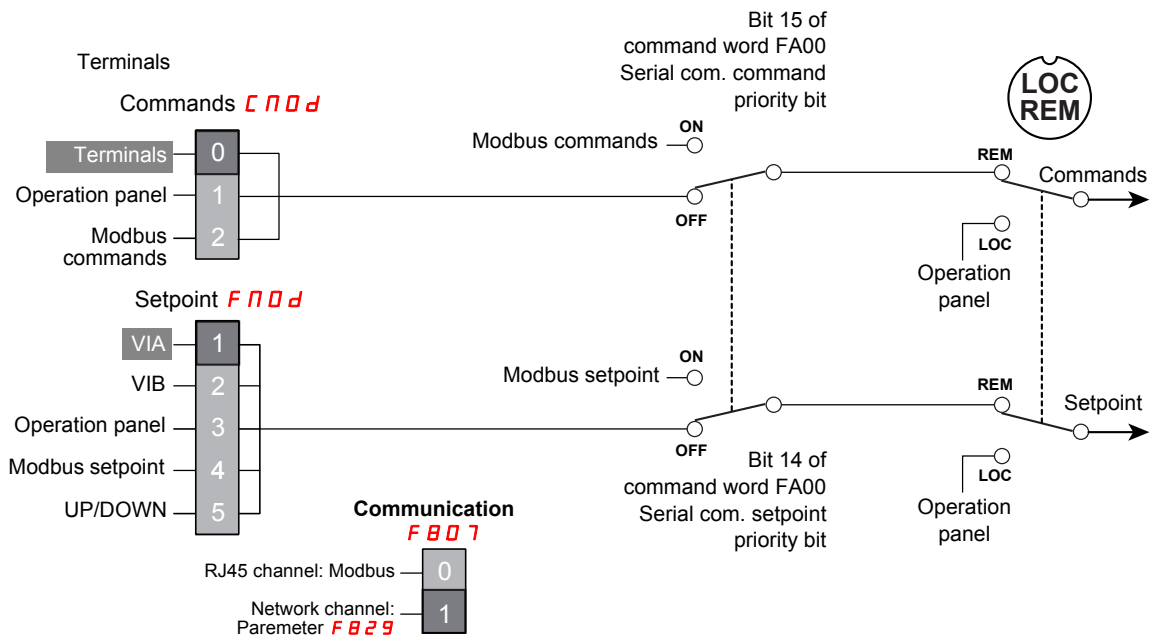 Terminals
Commands CMOd
Terminals 0
Operation panel 1
Modbus
commands 2
Setpoint FMOd
VIA 1
VIB 2
Operation panel 3
Modbus setpoint 4
UP/DOWN 5
Communication
F807
RJ45 channel: Modbus 0
Network channel:
Paremeter F829 1
Bit 15 of
command word FA00
Serial com. command
priority bit
Modbus commands
ON
OFF
Modbus setpoint
ON
OFF
Bit 14 of
command word FA00
Serial com. setpoint
priority bit
LOC
REM
REM
Commands
LOC
Operation
panel
REM
Setpoint
LOC
Operation
panel